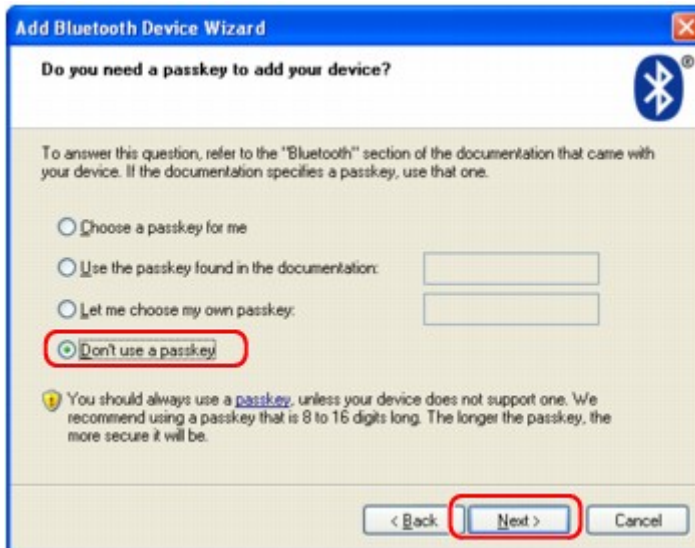 Add Bluetooth Device Wizard
Do you need a passkey to add your device?
®
To answer this question, refer to the "Bluetooth" section of the documentation that came with
your device. If the documentation specifies a passkey, use that one.
Choose a passkey for me
Use the passkey found in the documentation:
Let me choose my own passkey:
Don't use a passkey
You should always use a passkey, unless your device does not support one. We
recommend using a passkey that is 8 to 16 digits long. The longer the passkey, the
more secure it will be.
< Back Next > Cancel